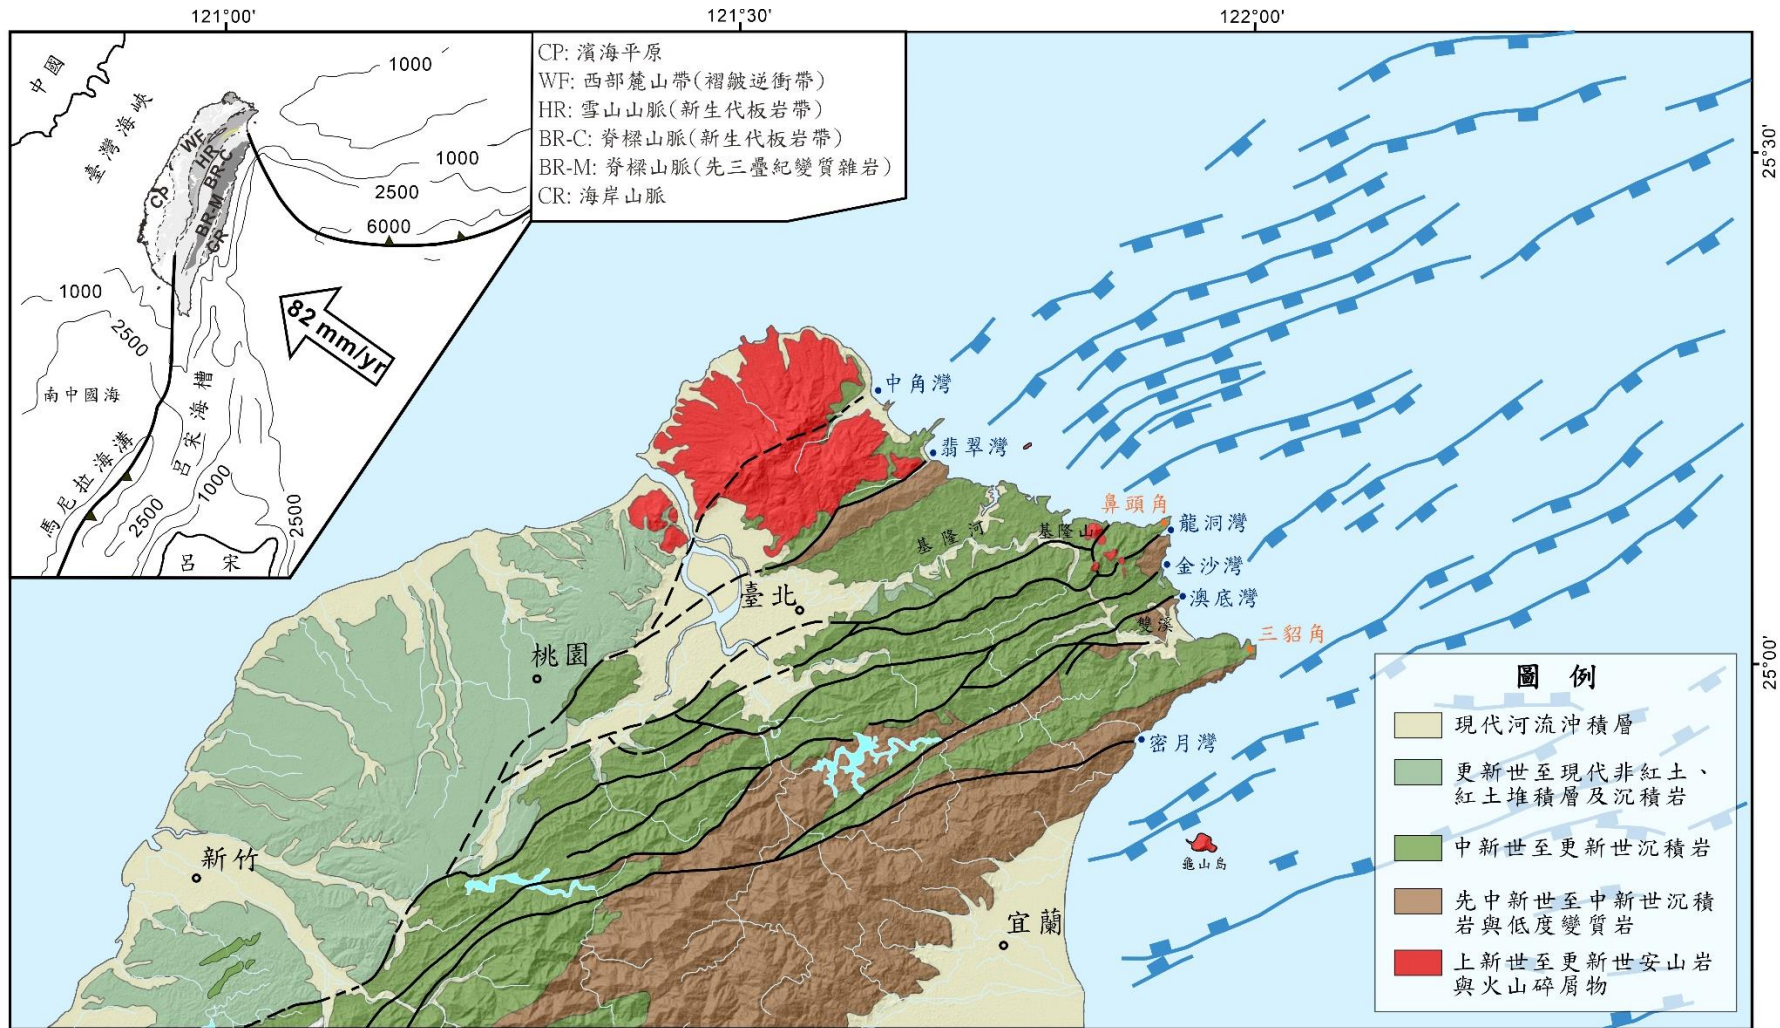 121°00'
121°30'
122°00'
25°30'
25°00'
中國
臺灣海峽
1000
1000
2500
6000
WF
HR
BR-C
CP
BR-M
CR
1000
2500
82 mm/yr
南中國海
呂宋海槽
馬尼拉海溝
1000
2500
2500
呂宋
CP: 濱海平原
WF: 西部麓山帶(褶皺逆衝帶)
HR: 雪山山脈(新生代板岩帶)
BR-C: 脊樑山脈(新生代板岩帶)
BR-M: 脊樑山脈(先三疊紀變質雜岩)
CR: 海岸山脈
中角灣
翡翠灣
鼻頭角
龍洞灣
基隆河
基隆山
金沙灣
澳底灣
雙溪
三貂角
臺北
桃園
密月灣
新竹
宜蘭
龜山島
圖 例
現代河流沖積層
更新世至現代非紅土、
紅土堆積層及沉積岩
中新世至更新世沉積岩
先中新世至中新世沉積
岩與低度變質岩
上新世至更新世安山岩
與火山碎屑物